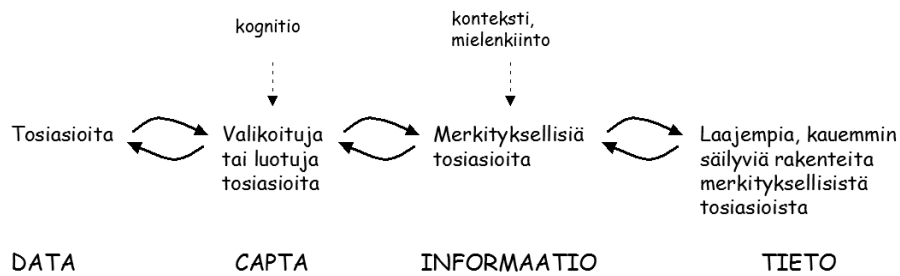 kognitio
konteksti,
mielenkiinto
Tosiasioita
Valikoituja
tai luotuja
tosiasioita
Merkityksellisiä
tosiasioita
Laajempia, kauemmin
säilyviä rakenteita
merkityksellisistä
tosiasioista
DATA CAPTA INFORMAATIO TIETO